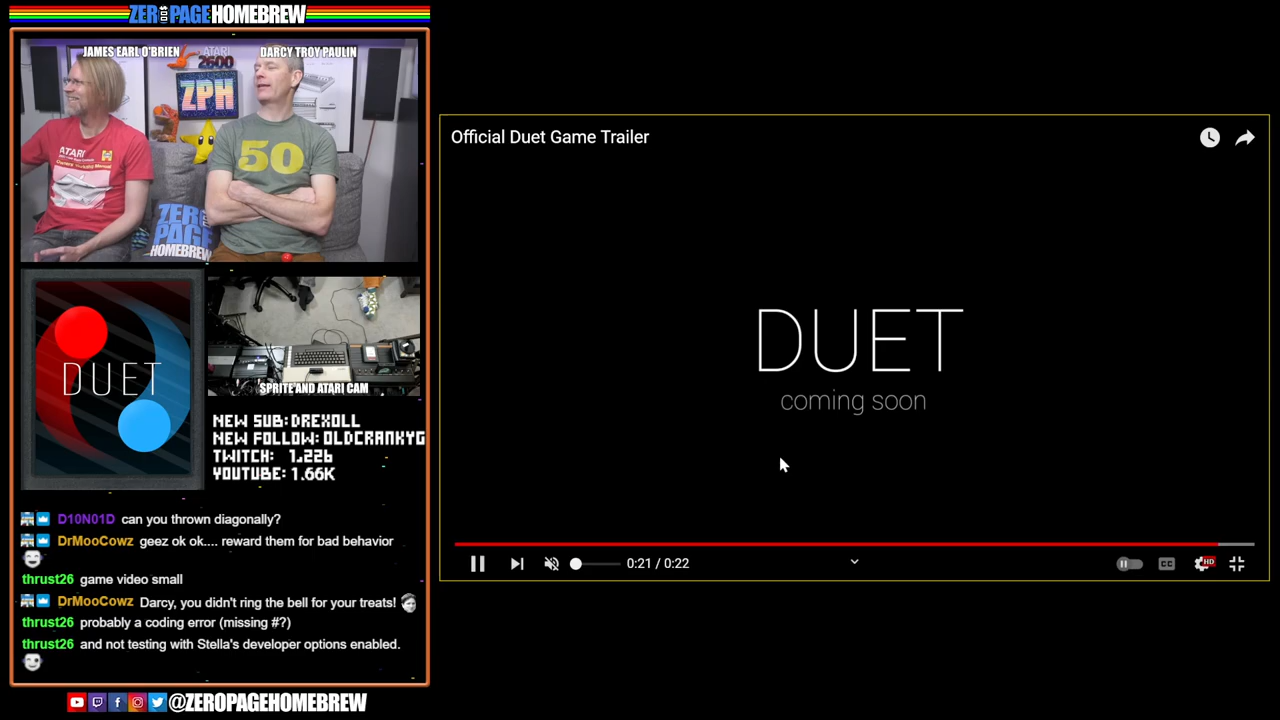 ZERO PAGE HOMEBREW
JAMES EARL O'BRIEN
DARCY TROY PAULIN
ATARI
2600
ZPH
ATARI
50
ZERO
PAGE
HOMEBREW
Official Duet Game Trailer
DUET
coming soon
0:21 / 0:22
CC
HD
DUET
SPRITE AND ATARI CAM
NEW SUB: DREXOLL
NEW FOLLOW: OLDCRANKYG
TWITCH: 1.226
YOUTUBE: 1.66K
D10N01D can you thrown diagonally?
DrMooCowz geez ok ok.... reward them for bad behavior
thrust26 game video small
DrMooCowz Darcy, you didn't ring the bell for your treats!
thrust26 probably a coding error (missing #?)
thrust26 and not testing with Stella's developer options enabled.
@ZEROPAGEHOMEBREW